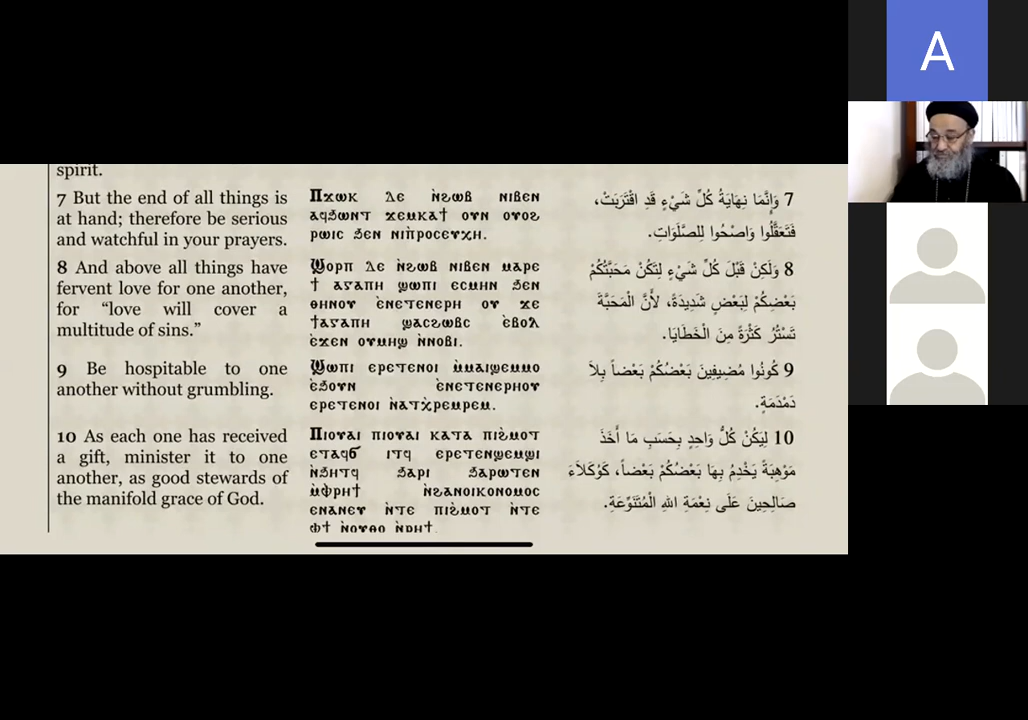 A
spirit.
7 But the end of all things is
at hand; therefore be serious
and watchful in your prayers.
8 And above all things have
fervent love for one another,
for “love will cover a
multitude of sins.”
9 Be hospitable to one
another without grumbling.
10 As each one has received
a gift, minister it to one
another, as good stewards of
the manifold grace of God.
Ⲡϫⲱⲕ ⲇⲉ ⲛ̀ϩⲱⲃ ⲛⲓⲃⲉⲛ
ⲁϥϧⲱⲛⲧ ϫⲉⲙⲕⲁϯ ⲟⲩⲛ ⲟⲩⲟϩ
ⲣⲱⲓⲥ ϧⲉⲛ ⲛⲓⲡ̀ⲣⲟⲥⲉⲩⲭⲏ.
Ϣⲟⲣⲡ ⲇⲉ ⲛ̀ϩⲱⲃ ⲛⲓⲃⲉⲛ ⲙⲁⲣⲉ
ϯ ⲁⲅⲁⲡⲏ ϣⲱⲡⲓ ⲉⲥⲙⲏⲛ ϧⲉⲛ
ⲑⲏⲛⲟⲩ ⲉ̀ⲛⲉⲧⲉⲛⲉⲣⲏ ⲟⲩ ϫⲉ
ϯⲁⲅⲁⲡⲏ ϣⲁⲥϩⲱⲃⲥ ⲉ̀ⲃⲟⲗ
ⲉ̀ϫⲉⲛ ⲟⲩⲙⲏϣ ⲛ̀ⲛⲟⲃⲓ.
Ϣⲱⲡⲓ ⲉⲣⲉⲧⲉⲛⲟⲓ ⲙ̀ⲙⲁⲓϣⲉⲙⲙⲟ
ⲉ̀ϧⲟⲩⲛ ⲉ̀ⲛⲉⲧⲉⲛⲉⲣⲏⲟⲩ
ⲉⲣⲉⲧⲉⲛⲟⲓ ⲛ̀ⲁⲧⲭ̀ⲣⲉⲙⲣⲉⲙ.
Ⲡⲓⲟⲩⲁⲓ ⲡⲓⲟⲩⲁⲓ ⲕⲁⲧⲁ ⲡⲓϩ̀ⲙⲟⲧ
ⲉⲧⲁϥϭ ⲓⲧϥ ⲉⲣⲉⲧⲉⲛϣⲉⲙϣⲓ
ⲛ̀ϧⲏⲧϥ ϧⲁⲣⲓ ϧⲁⲣⲱⲧⲉⲛ
ⲙ̀ⲫⲣⲏϯ ⲛ̀ϩⲁⲛⲟⲓⲕⲟⲛⲟⲙⲟⲥ
ⲉⲛⲁⲛⲉⲩ ⲛ̀ⲧⲉ ⲡⲓϩ̀ⲙⲟⲧ ⲛ̀ⲧⲉ
ⲫϯ ⲛ̀ⲟⲩⲑⲟ ⲛ̀ⲣⲏϯ
7 وَإِنَّمَا نِهَايَةُ كُلِّ شَيْءٍ قَدِ اقْتَرَبَتْ،
فَتَعَقَّلُوا وَاصْحُوا لِلصَّلَوَاتِ.
8 وَلَكِنْ قَبْلَ كُلِّ شَيْءٍ لِتَكُنْ مَحَبَّتُكُمْ
بَعْضِكُمْ لِبَعْضٍ شَدِيدَةً، لأَنَّ الْمَحَبَّةَ
تَسْتُرُ كَثْرَةً مِنَ الْخَطَايَا.
9 كُونُوا مُضِيفِينَ بَعْضُكُمْ بَعْضاً بِلاَ
دَمْدَمَةٍ.
10 لِيَكُنْ كُلُّ وَاحِدٍ بِحَسَبِ مَا أَخَذَ
مَوْهِبَةً يَخْدِمُ بِهَا بَعْضُكُمْ بَعْضاً، كَوُكَلاَءَ
صَالِحِينَ عَلَى نِعْمَةِ اللهِ الْمُتَنَوِّعَةِ.